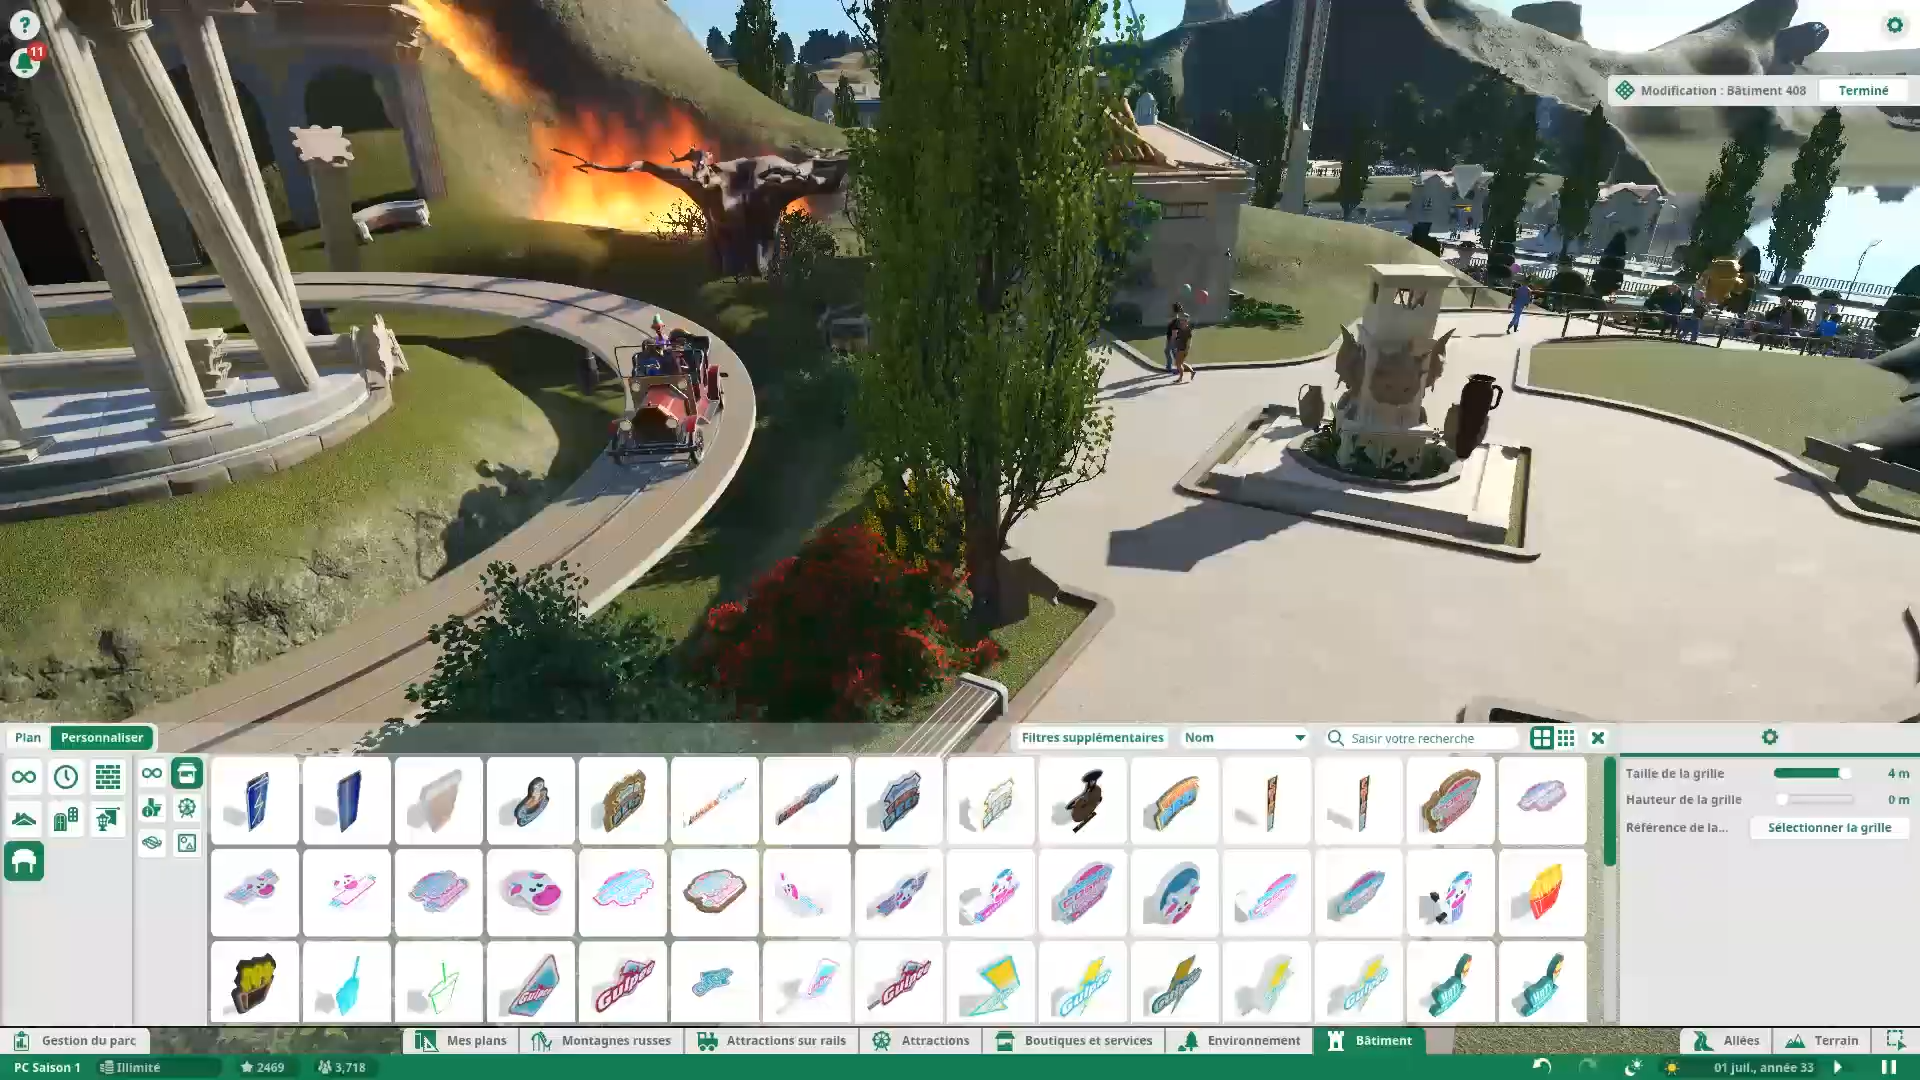 ?
11
Modification : Bâtiment 408
Terminé
Plan
Personnaliser
Filtres supplémentaires
Nom
Saisir votre recherche
Taille de la grille
4 m
Hauteur de la grille
0 m
Référence de la...
Sélectionner la grille
Gulpee
Gulpee
Gulpee
Gulpee
Gestion du parc
Mes plans
Montagnes russes
Attractions sur rails
Attractions
Boutiques et services
Environnement
Bâtiment
Allées
Terrain
PC Saison 1
Illimité
2469
3,718
01 juil., année 33